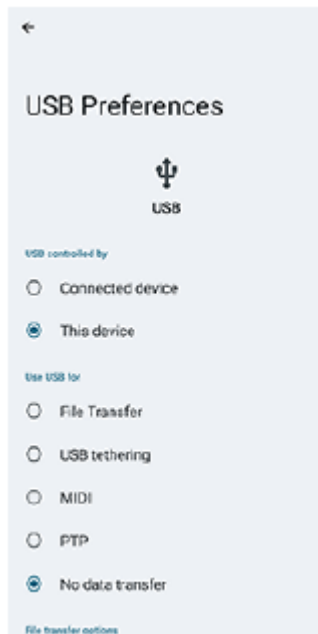 USB Preferences
USB
USB controlled by
Connected device
This device
Use USB for
File Transfer
USB tethering
MIDI
PTP
No data transfer
File transfer options